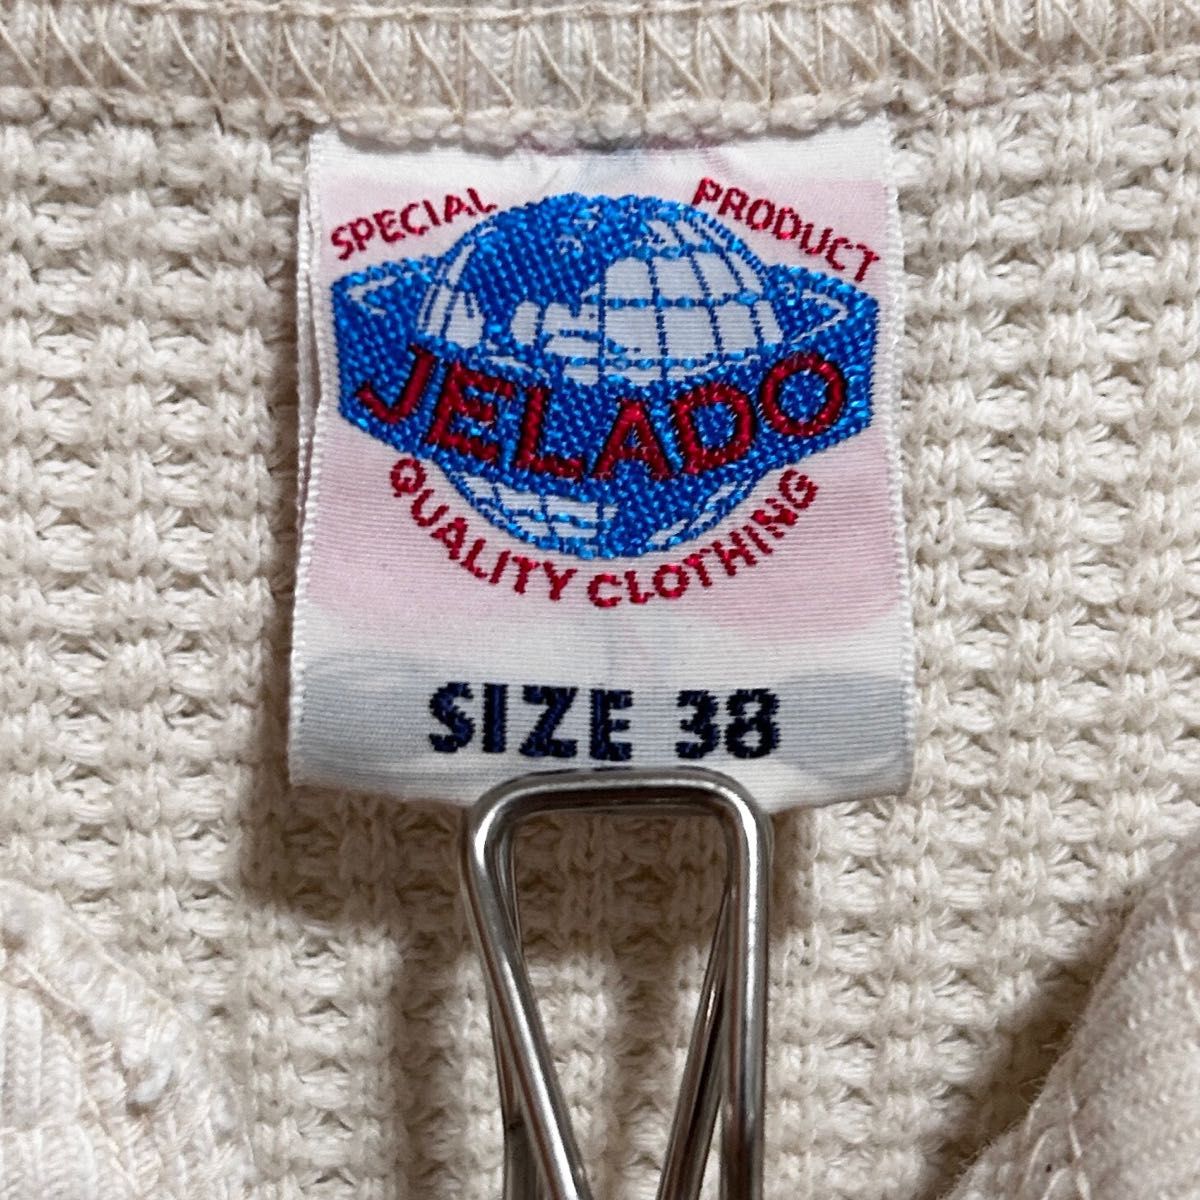 SPECIAL PRODUCT
JELADO
QUALITY CLOTHING
SIZE 38